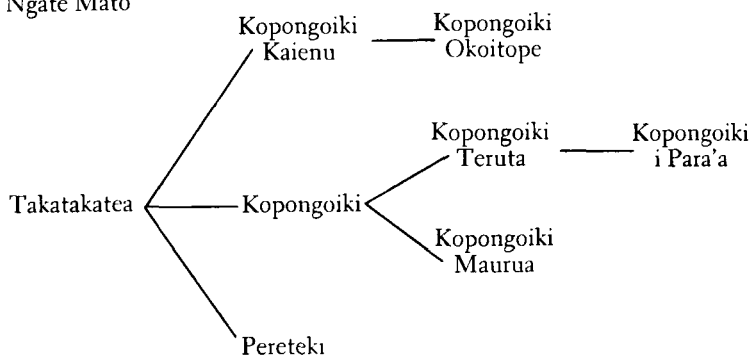 Ngate Mato
Kopongoiki Kopongoiki
Kaienu Okoitope
Kopongoiki Kopongoiki
Teruta i Para'a
Takatakatea Kopongoiki
Kopongoiki
Maurua
Pereteki